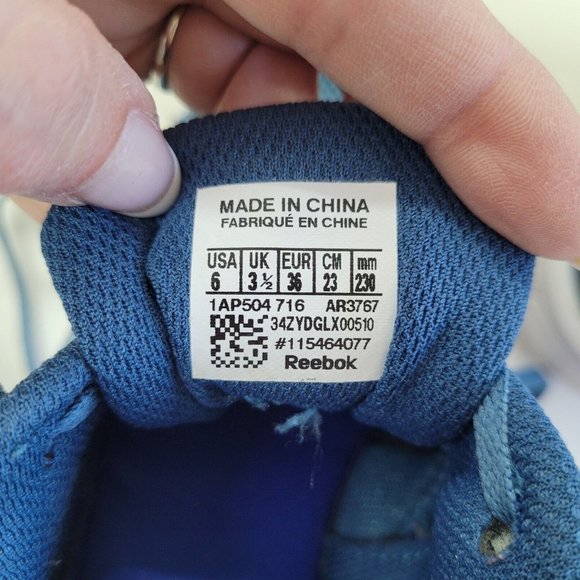 MADE IN CHINA
FABRIQUÉ EN CHINE
USA UK EUR CM mm
6 3 ½ 36 23 230
1AP504 716 AR3767
34ZYDGLX00510
#115464077
Reebok